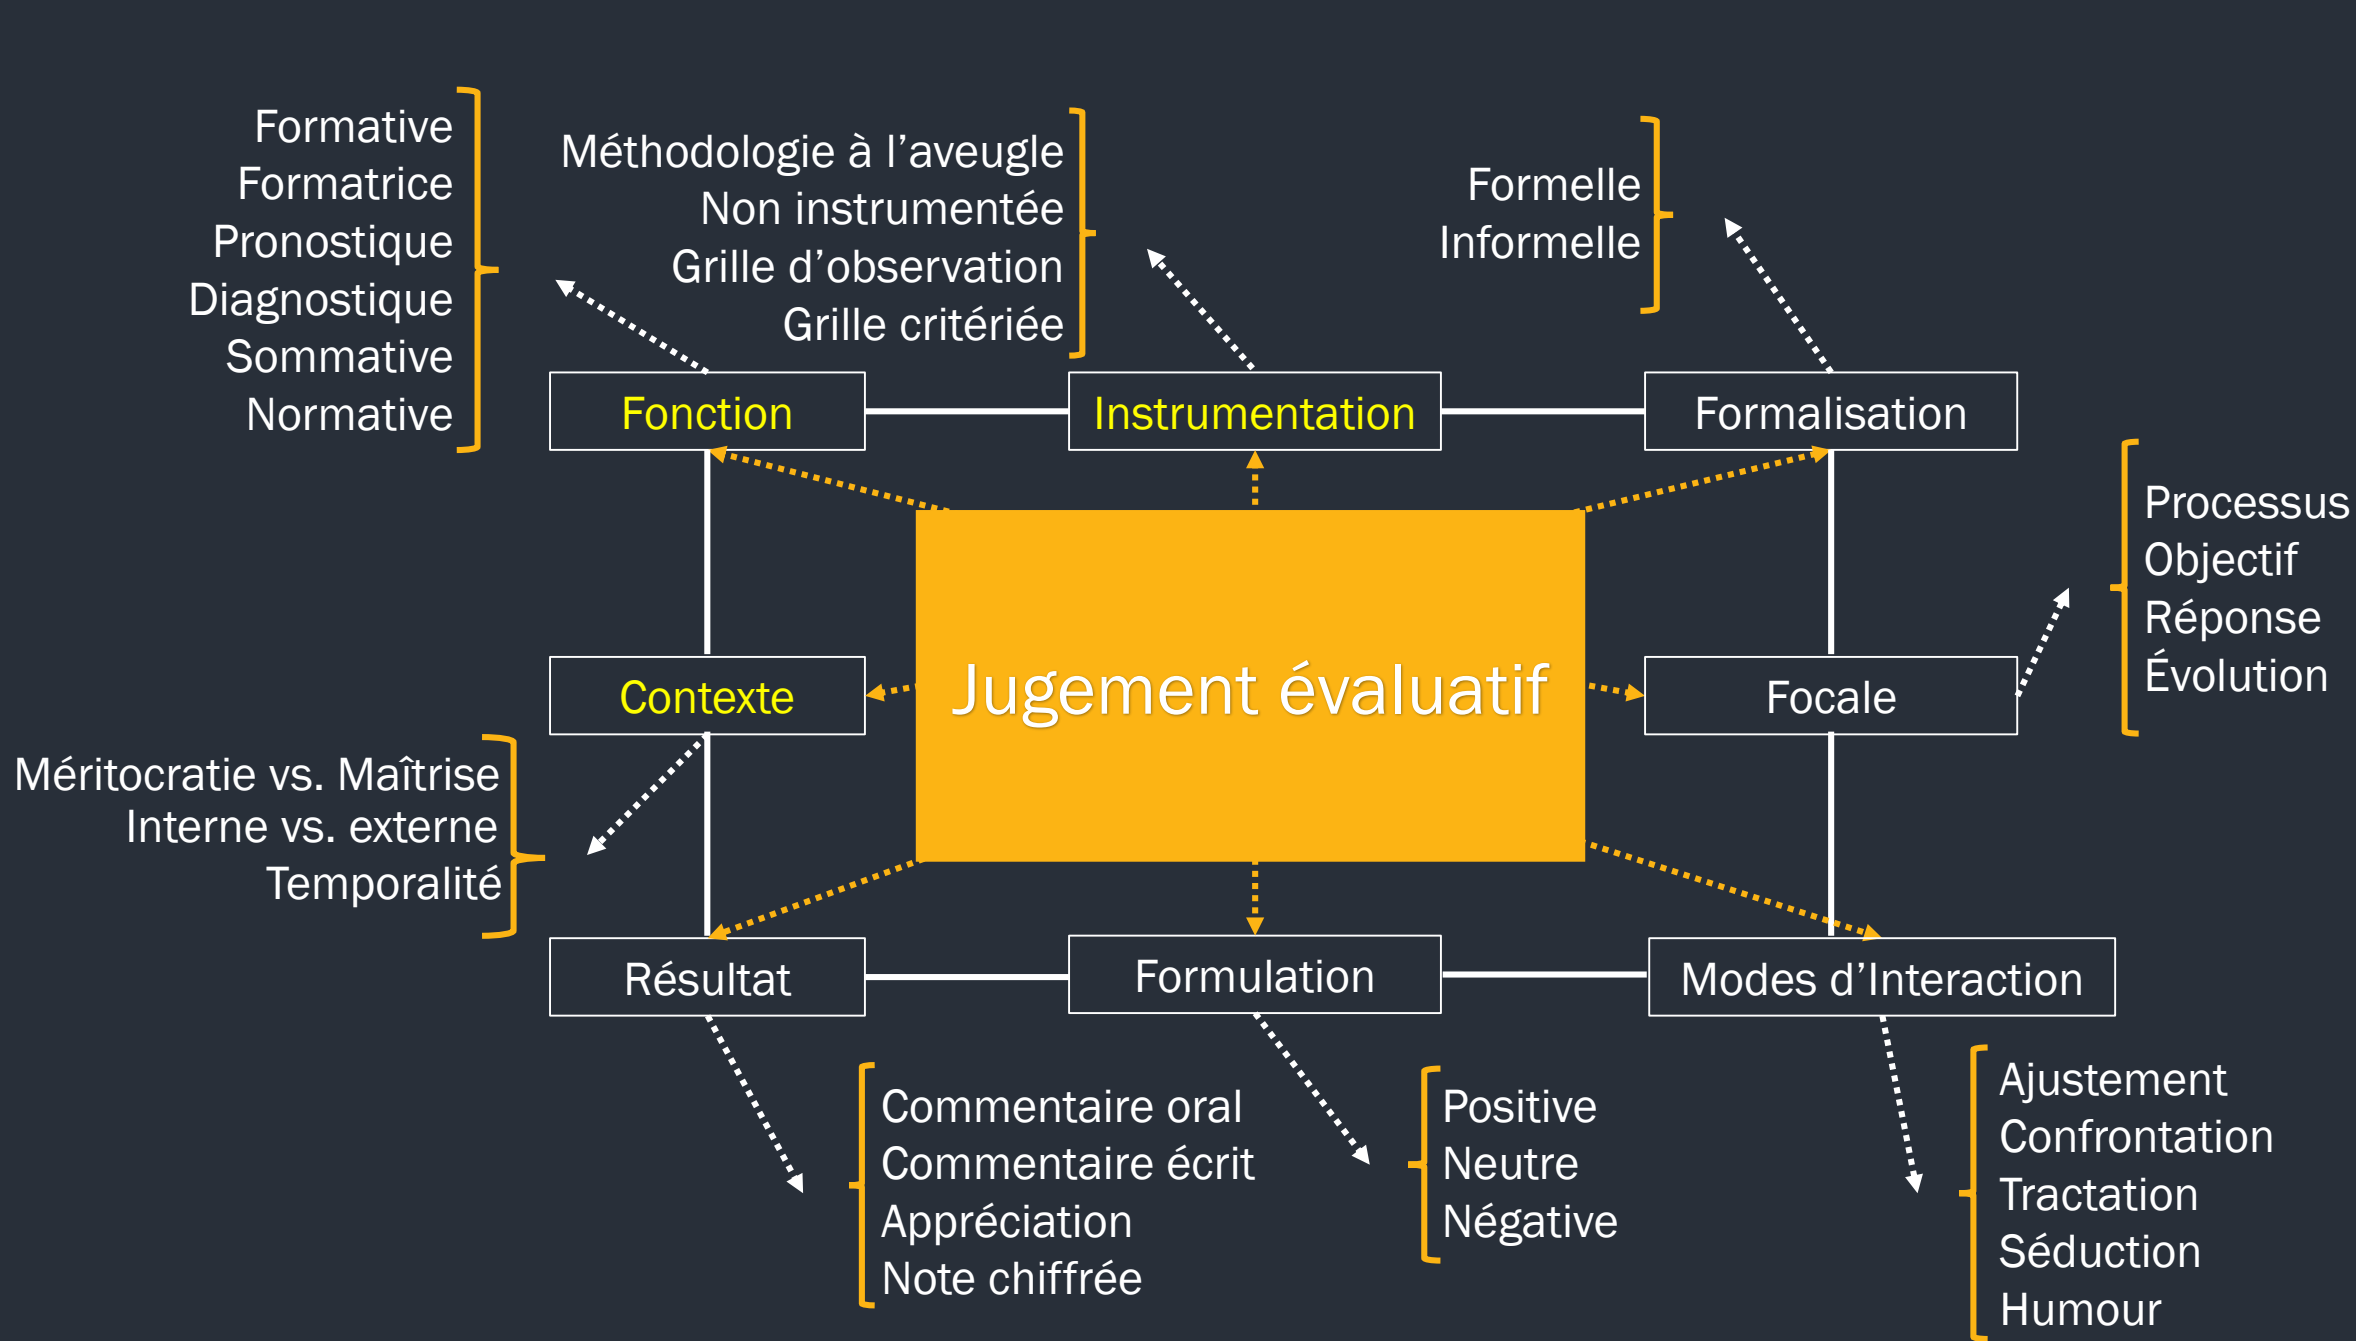 Formative
Formatrice
Pronostique
Diagnostique
Sommative
Normative
Méthodologie à l’aveugle
Non instrumentée
Grille d’observation
Grille critériée
Formelle
Informelle
Fonction
Instrumentation
Formalisation
Processus
Objectif
Réponse
Évolution
Contexte
Jugement évaluatif
Focale
Méritocratie vs. Maîtrise
Interne vs. externe
Temporalité
Résultat
Formulation
Modes d’Interaction
Commentaire oral
Commentaire écrit
Appréciation
Note chiffrée
Positive
Neutre
Négative
Ajustement
Confrontation
Tractation
Séduction
Humour